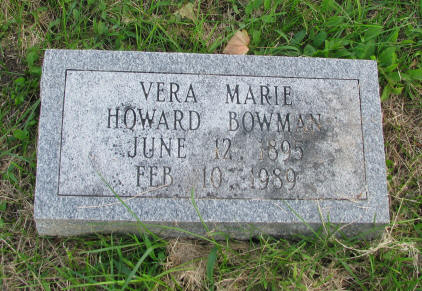 VERA MARIE
HOWARD BOWMAN
JUNE 12, 1895
FEB. 10, 1989